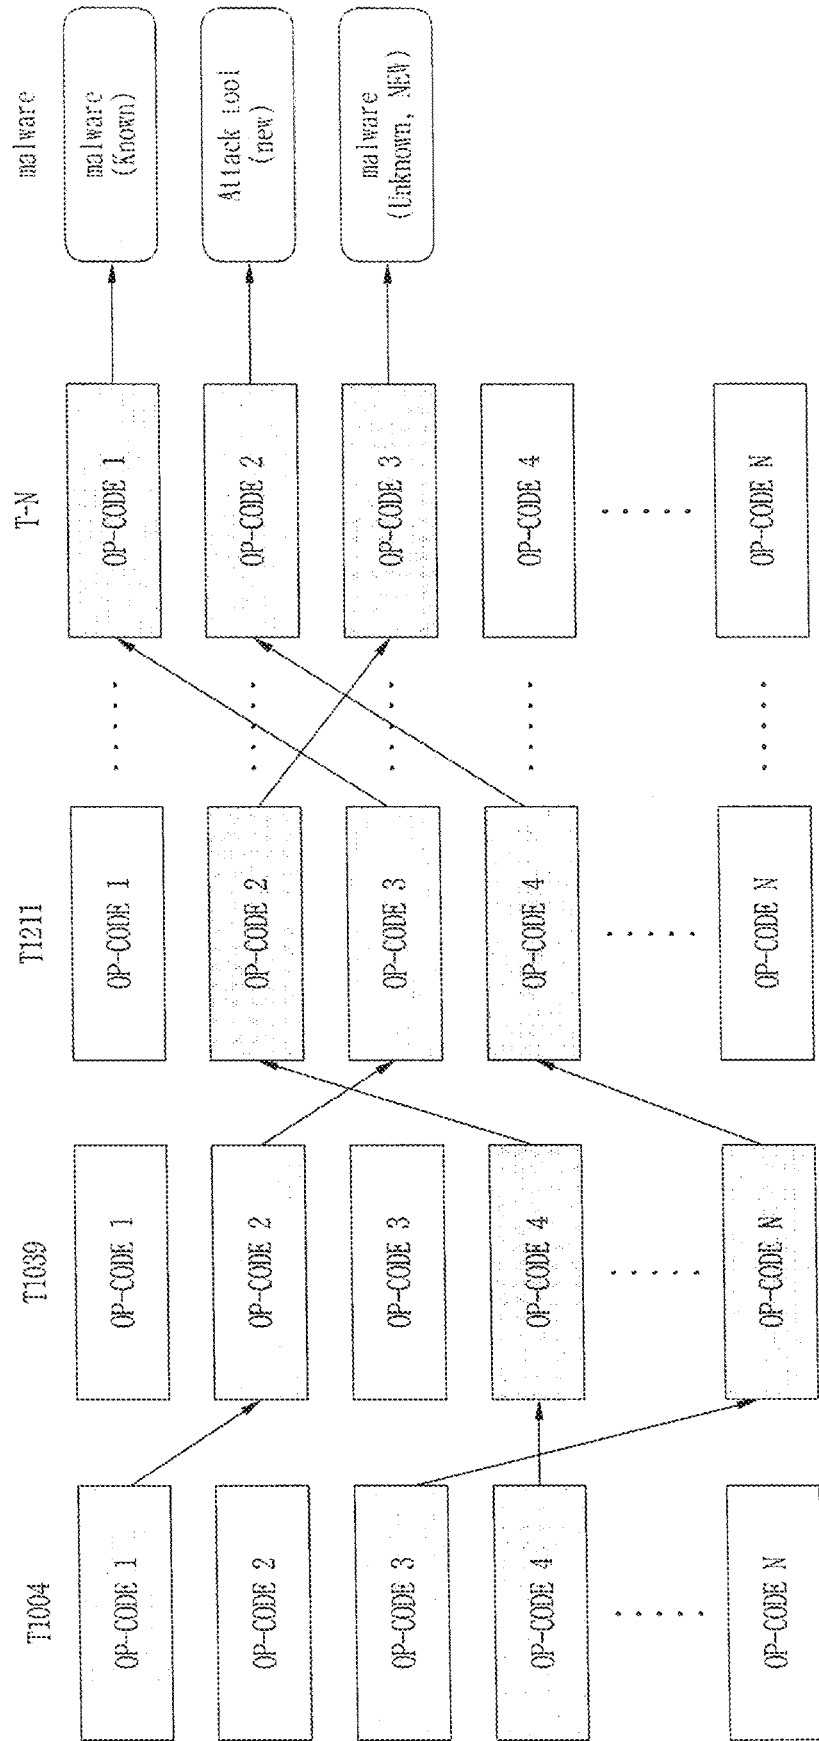 T1004
T1039
T1211
T-N
malware
OP-CODE 1
OP-CODE 1
OP-CODE 1
OP-CODE 1
malware
(Known)
OP-CODE 2
OP-CODE 2
OP-CODE 2
OP-CODE 2
Attack tool
(new)
OP-CODE 3
OP-CODE 3
OP-CODE 3
OP-CODE 3
malware
(Unknown, NEW)
OP-CODE 4
OP-CODE 4
OP-CODE 4
OP-CODE 4
OP-CODE N
OP-CODE N
OP-CODE N
OP-CODE N